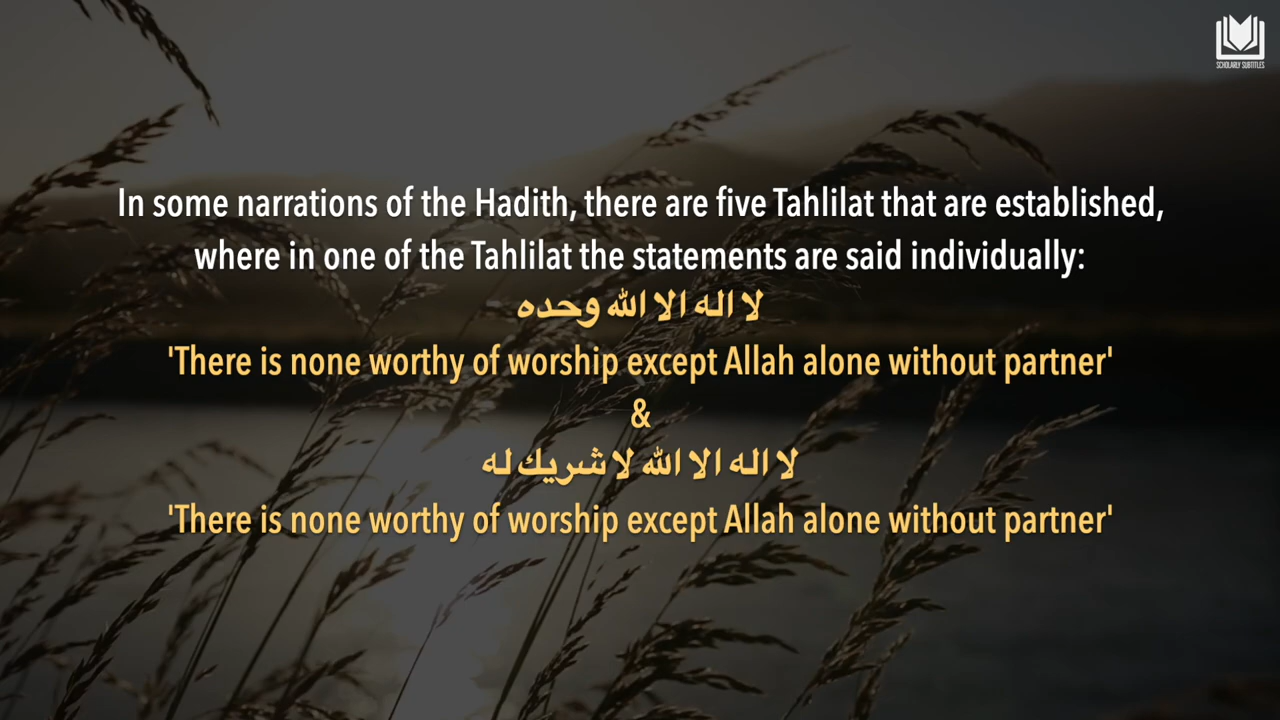 SCHOLARLY SUBTITLES
In some narrations of the Hadith, there are five Tahlilat that are established,
where in one of the Tahlilat the statements are said individually:
لا اله الا الله وحده
'There is none worthy of worship except Allah alone without partner'
&
لا اله الا الله لا شريك له
'There is none worthy of worship except Allah alone without partner'